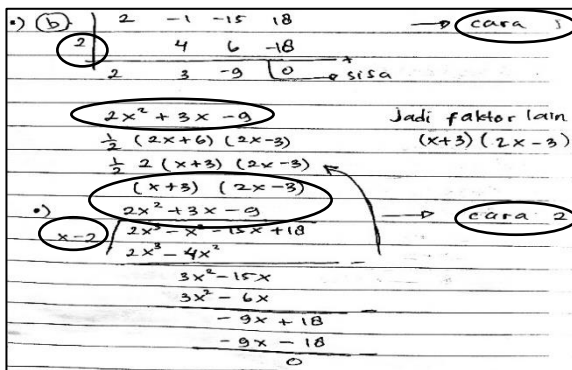 •) (b) 2 -1 -15 18 → cara 1
2 4 6 -18 +
2 3 -9 0 → sisa
2x² + 3x - 9 Jadi faktor lain
½ (2x+6) (2x-3) (x+3) (2x-3)
½ 2 (x+3) (2x-3)
(x+3) (2x-3)
•) 2x² + 3x - 9 → cara 2
x-2 2x³ - x² - 15x + 18
2x³ - 4x² -
3x² - 15x
3x² - 6x -
-9x + 18
-9x - 18 -
0